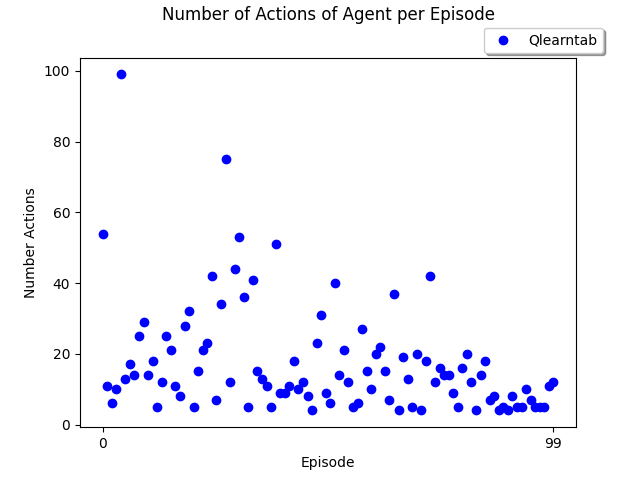 Number of Actions of Agent per Episode
Qlearntab
100
80
60
40
20
0
Number Actions
0 99
Episode